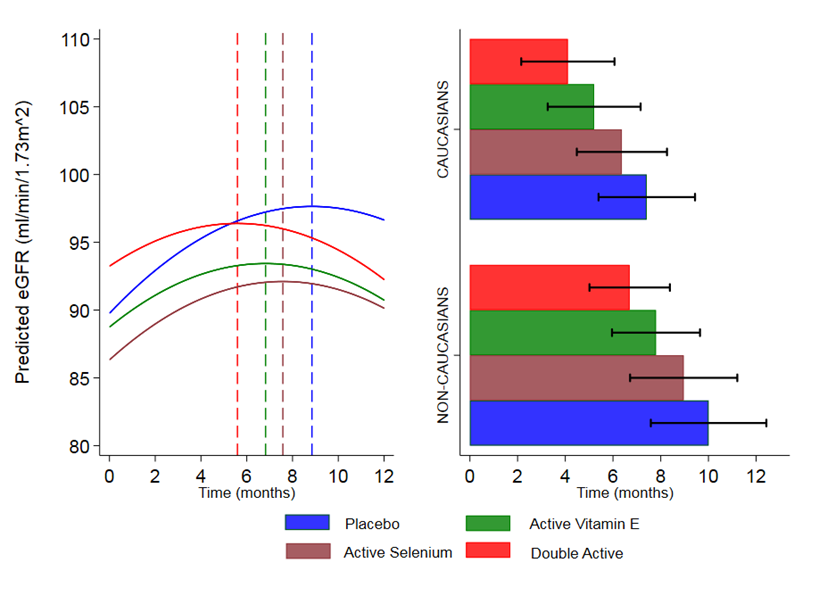 Predicted eGFR (ml/min/1.73m^2)
110
105
100
95
90
85
80
0 2 4 6 8 10 12
Time (months)
CAUCASIANS
NON-CAUCASIANS
0 2 4 6 8 10 12
Time (months)
Placebo
Active Vitamin E
Active Selenium
Double Active